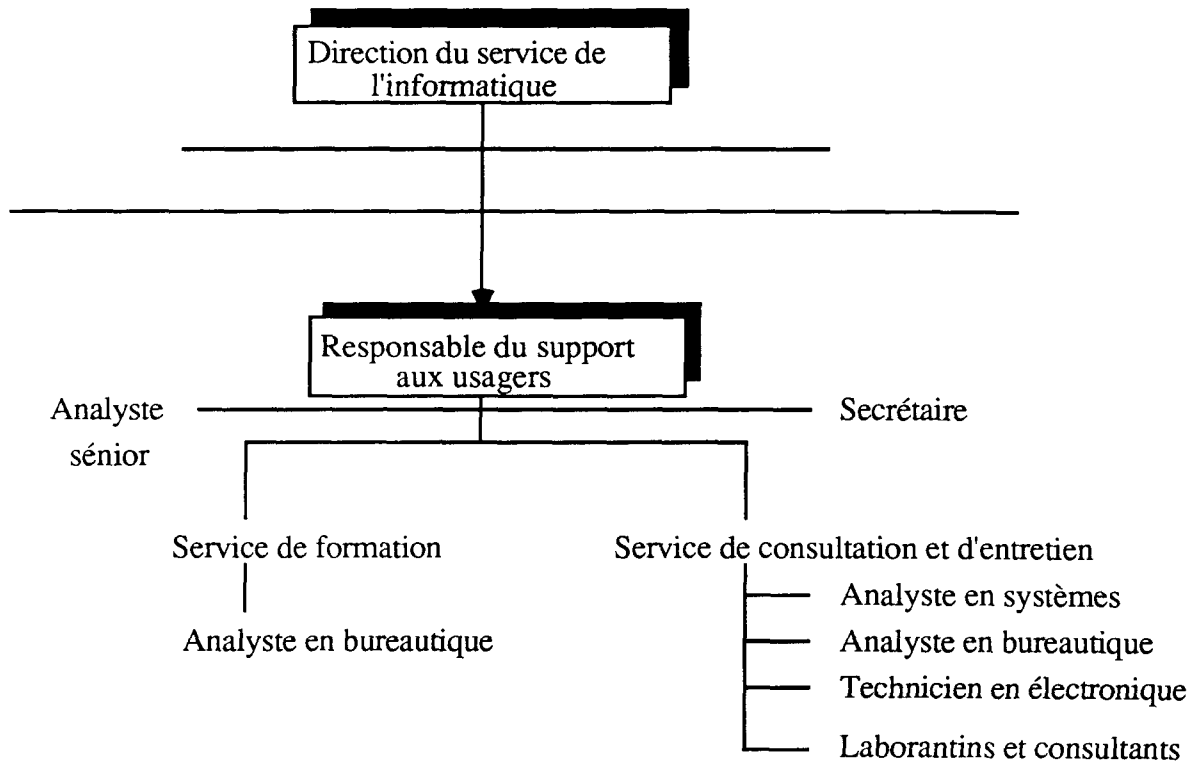 Direction du service de
l'informatique
Responsable du support
aux usagers
Analyste
sénior
Secrétaire
Service de formation
Analyste en bureautique
Service de consultation et d'entretien
Analyste en systèmes
Analyste en bureautique
Technicien en électronique
Laborantins et consultants